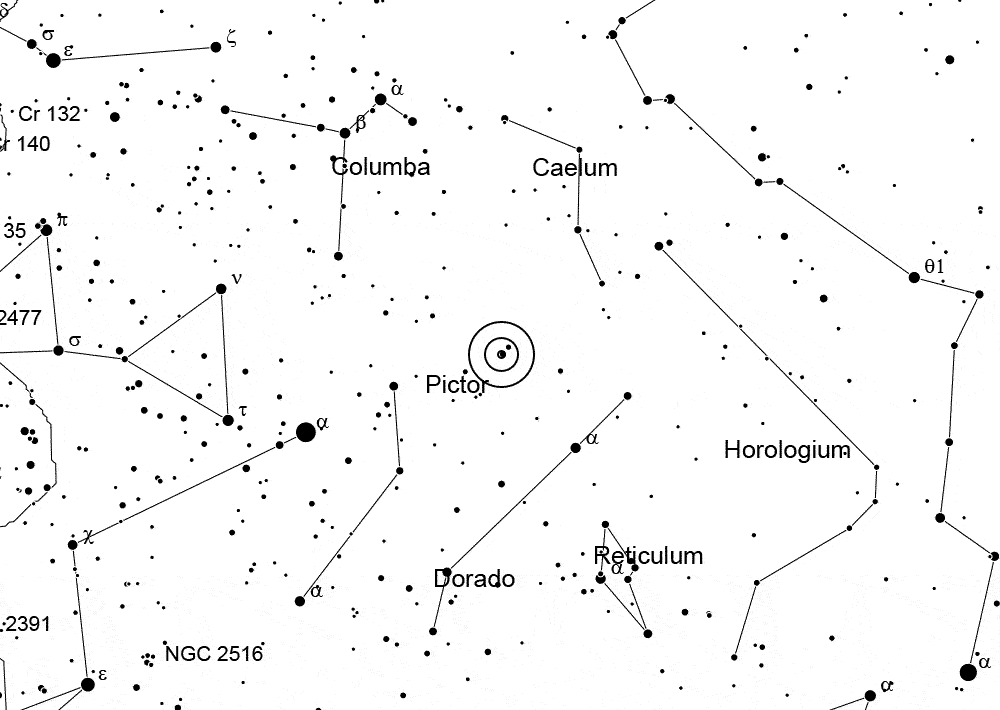 δ
σ
ε
ζ
α
Cr 132
β
r 140
Columba
Caelum
π
35
θ1
ν
2477
σ
Pictor
τ
α
α
Horologium
χ
Reticulum
α
Dorado
α
2391
NGC 2516
α
ε
α